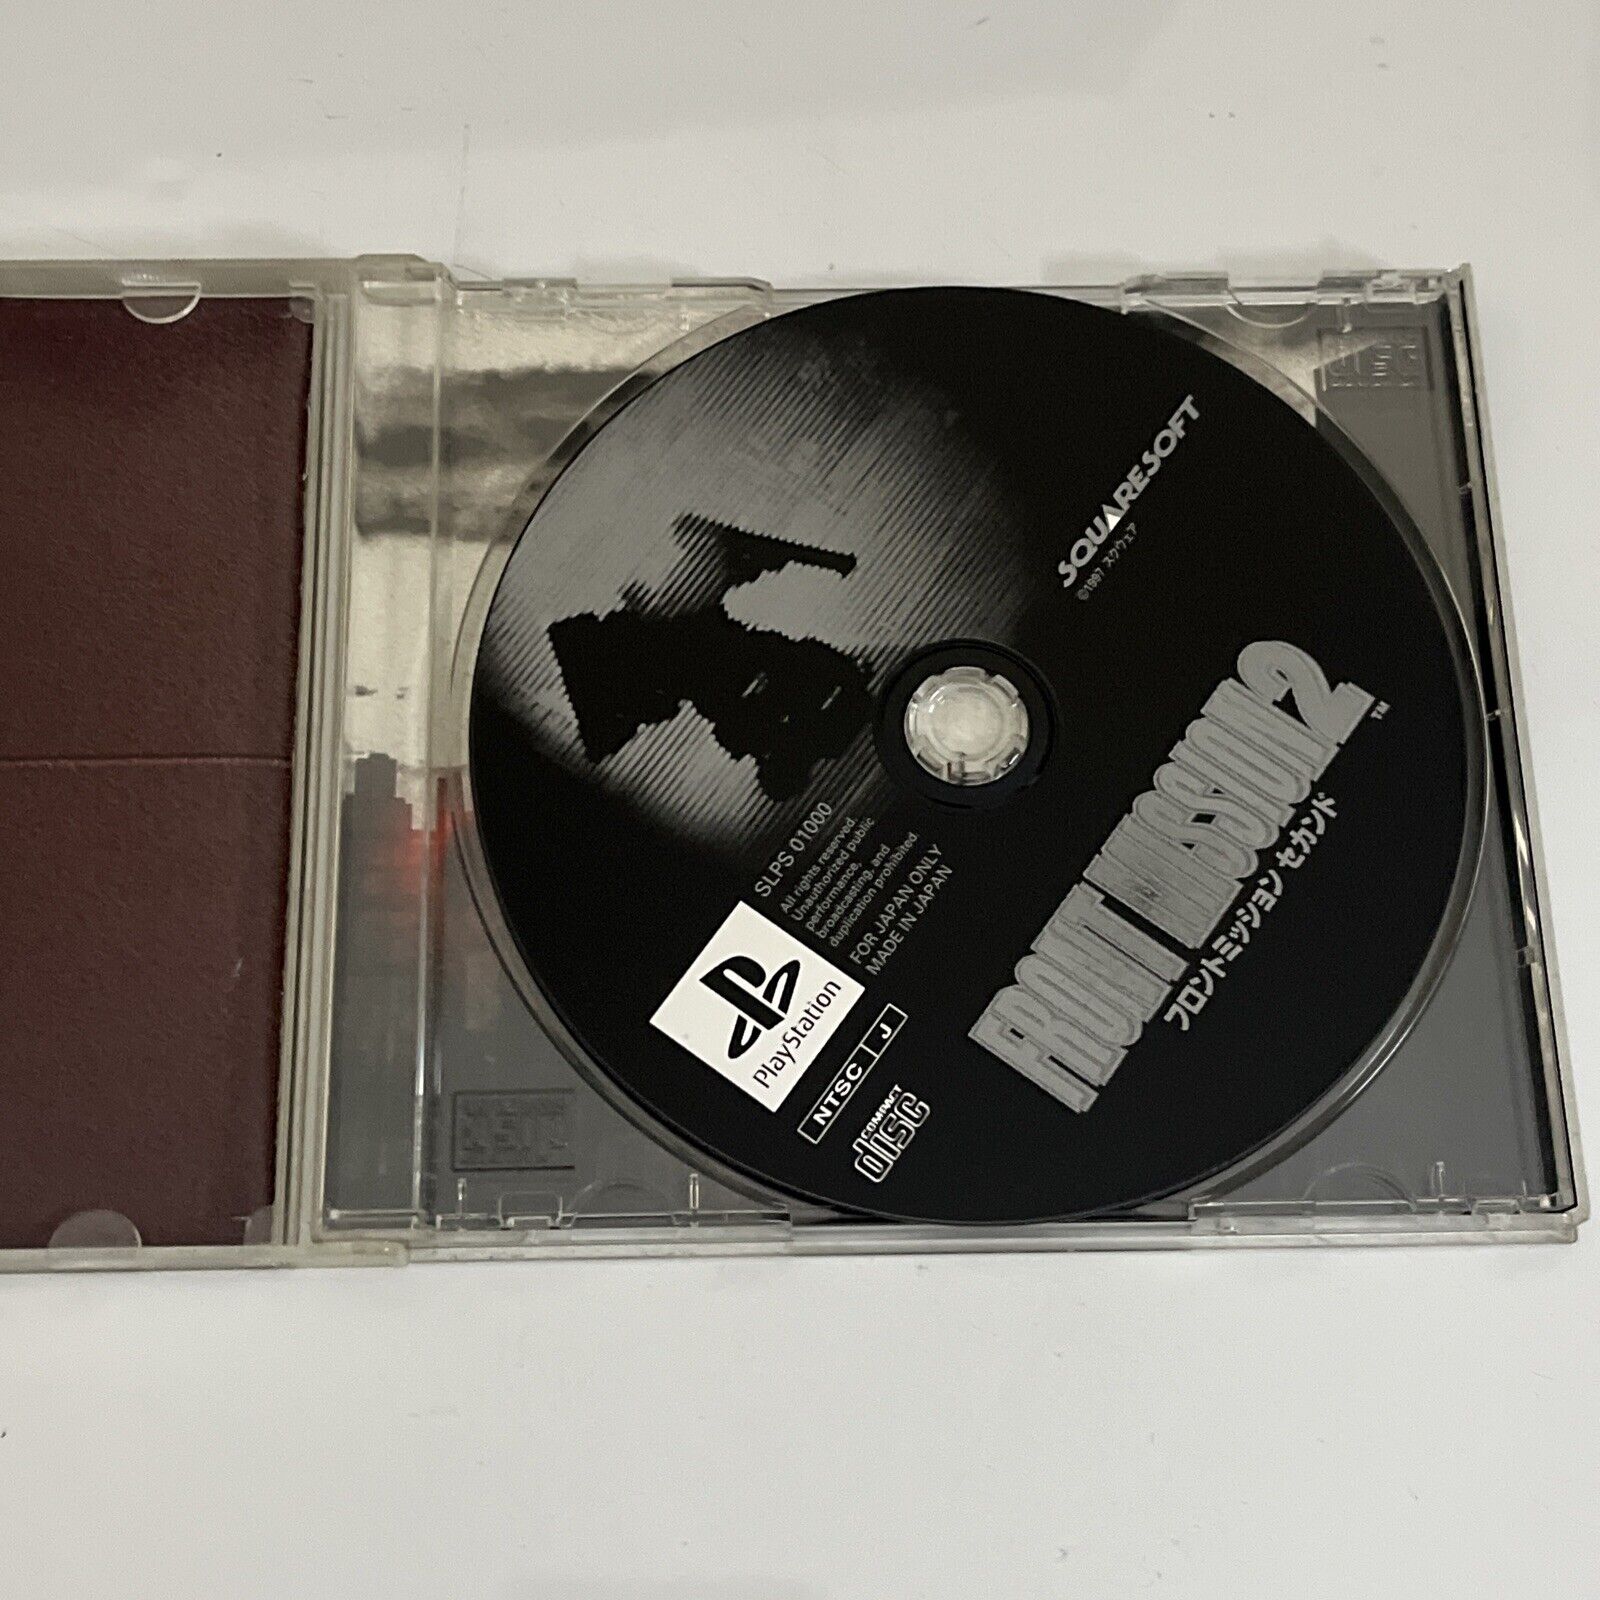 SQUARESOFT
©1997 スクウェア
FRONT MISSION 2
TM
フロントミッション セカンド
SLPS 01000
All rights reserved.
Unauthorized public
performance,
broadcasting, and
duplication prohibited.
FOR JAPAN ONLY
MADE IN JAPAN
PlayStation
NTSC J
COMPACT
disc